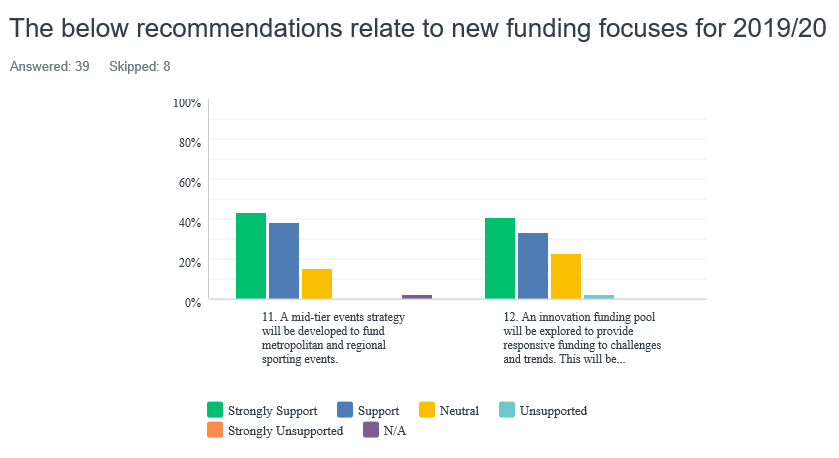 The below recommendations relate to new funding focuses for 2019/20
Answered: 39 Skipped: 8
100%
80%
60%
40%
20%
0%
11. A mid-tier events strategy
will be developed to fund
metropolitan and regional
sporting events.
12. An innovation funding pool
will be explored to provide
responsive funding to challenges
and trends. This will be...
Strongly Support Support Neutral Unsupported
Strongly Unsupported N/A